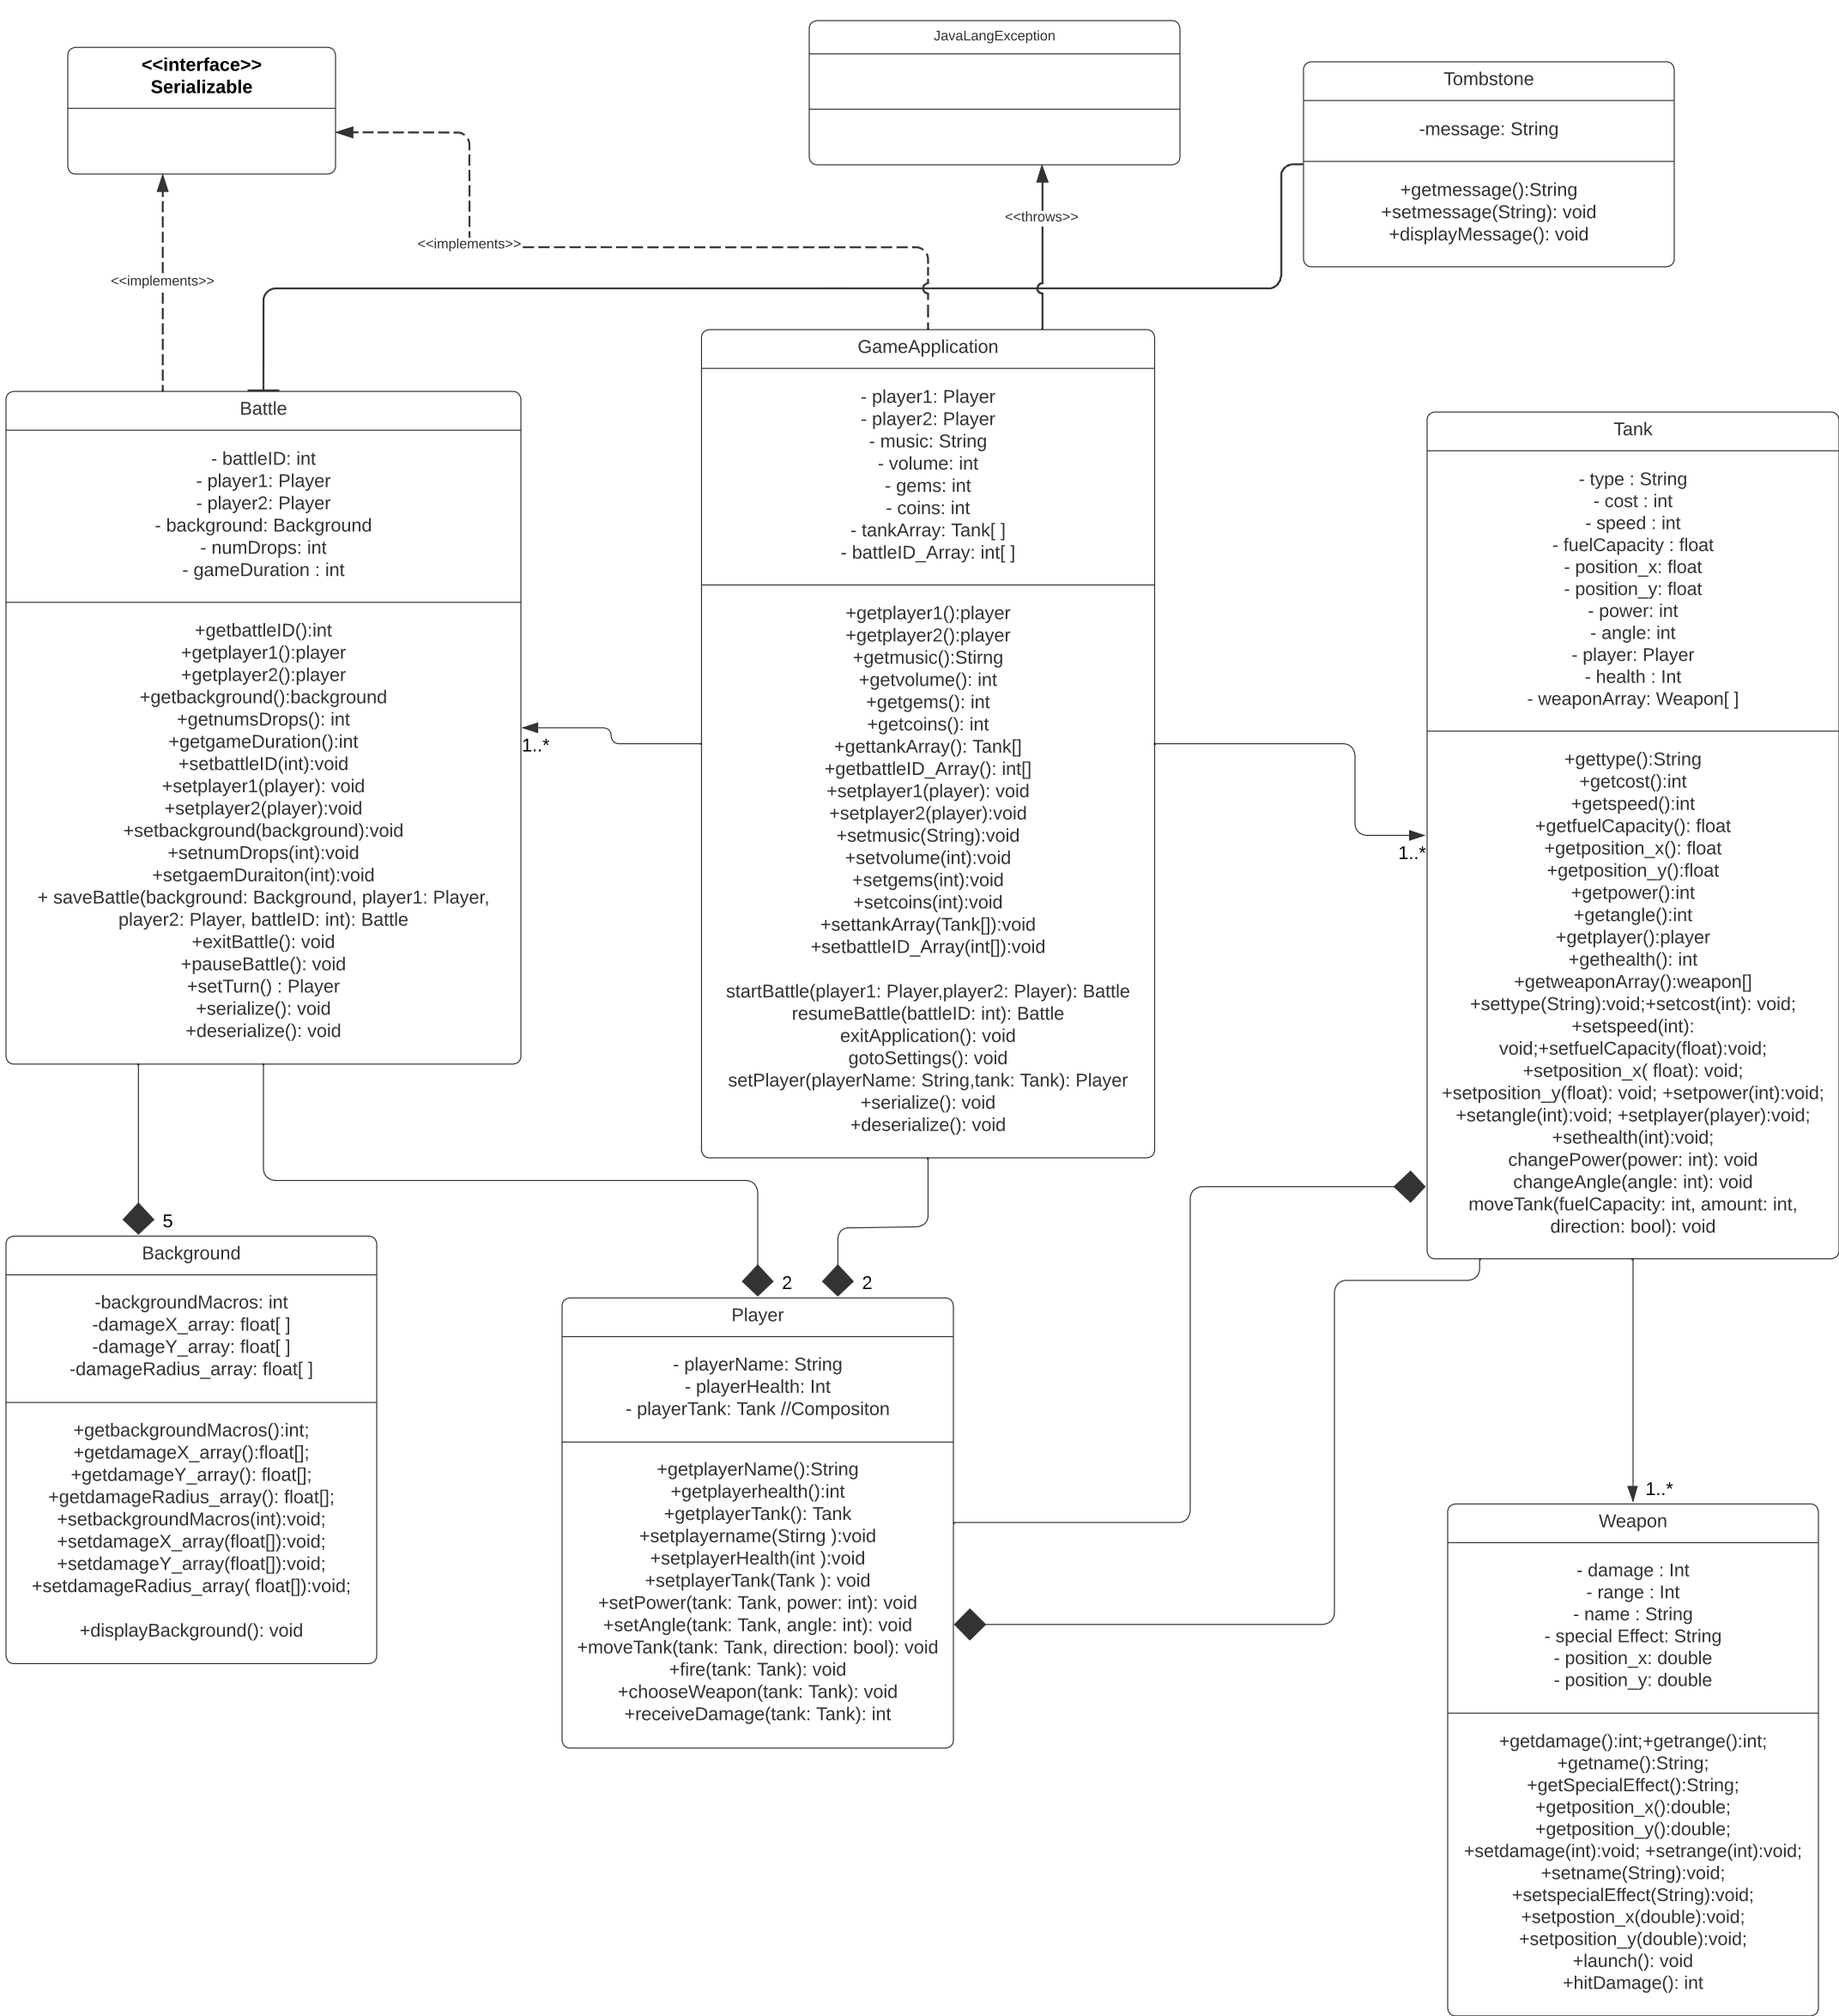 <<interface>>
Serializable
JavaLangException
Tombstone
-message: String
+getmessage():String
+setmessage(String): void
+displayMessage(): void
<<throws>>
<<implements>>
<<implements>>
Battle
- battleID: int
- player1: Player
- player2: Player
- background: Background
- numDrops: int
- gameDuration : int
+getbattleID():int
+getplayer1():player
+getplayer2():player
+getbackground():background
+getnumsDrops(): int
+getgameDuration():int
+setbattleID(int):void
+setplayer1(player): void
+setplayer2(player):void
+setbackground(background):void
+setnumDrops(int):void
+setgaemDuraiton(int):void
+ saveBattle(background: Background, player1: Player,
player2: Player, battleID: int): Battle
+exitBattle(): void
+pauseBattle(): void
+setTurn() : Player
+serialize(): void
+deserialize(): void
1..*
GameApplication
- player1: Player
- player2: Player
- music: String
- volume: int
- gems: int
- coins: int
- tankArray: Tank[ ]
- battleID_Array: int[ ]
+getplayer1():player
+getplayer2():player
+getmusic():Stirng
+getvolume(): int
+getgems(): int
+getcoins(): int
+gettankArray(): Tank[]
+getbattleID_Array(): int[]
+setplayer1(player): void
+setplayer2(player):void
+setmusic(String):void
+setvolume(int):void
+setgems(int):void
+setcoins(int):void
+settankArray(Tank[]):void
+setbattleID_Array(int[]):void
startBattle(player1: Player,player2: Player): Battle
resumeBattle(battleID: int): Battle
exitApplication(): void
gotoSettings(): void
setPlayer(playerName: String,tank: Tank): Player
+serialize(): void
+deserialize(): void
1..*
Tank
- type : String
- cost : int
- speed : int
- fuelCapacity : float
- position_x: float
- position_y: float
- power: int
- angle: int
- player: Player
- health : Int
- weaponArray: Weapon[ ]
+gettype():String
+getcost():int
+getspeed():int
+getfuelCapacity(): float
+getposition_x(): float
+getposition_y():float
+getpower():int
+getangle():int
+getplayer():player
+gethealth(): int
+getweaponArray():weapon[]
+settype(String):void;+setcost(int): void;
+setspeed(int):
void;+setfuelCapacity(float):void;
+setposition_x( float): void;
+setposition_y(float): void; +setpower(int):void;
+setangle(int):void; +setplayer(player):void;
+sethealth(int):void;
changePower(power: int): void
changeAngle(angle: int): void
moveTank(fuelCapacity: int, amount: int,
direction: bool): void
5
Background
-backgroundMacros: int
-damageX_array: float[ ]
-damageY_array: float[ ]
-damageRadius_array: float[ ]
+getbackgroundMacros():int;
+getdamageX_array():float[];
+getdamageY_array(): float[];
+getdamageRadius_array(): float[];
+setbackgroundMacros(int):void;
+setdamageX_array(float[]):void;
+setdamageY_array(float[]):void;
+setdamageRadius_array( float[]):void;
+displayBackground(): void
2
2
Player
- playerName: String
- playerHealth: Int
- playerTank: Tank //Compositon
+getplayerName():String
+getplayerhealth():int
+getplayerTank(): Tank
+setplayername(Stirng ):void
+setplayerHealth(int ):void
+setplayerTank(Tank ): void
+setPower(tank: Tank, power: int): void
+setAngle(tank: Tank, angle: int): void
+moveTank(tank: Tank, direction: bool): void
+fire(tank: Tank): void
+chooseWeapon(tank: Tank): void
+receiveDamage(tank: Tank): int
1..*
Weapon
- damage : Int
- range : Int
- name : String
- special Effect: String
- position_x: double
- position_y: double
+getdamage():int;+getrange():int;
+getname():String;
+getSpecialEffect():String;
+getposition_x():double;
+getposition_y():double;
+setdamage(int):void; +setrange(int):void;
+setname(String):void;
+setspecialEffect(String):void;
+setpostion_x(double):void;
+setposition_y(double):void;
+launch(): void
+hitDamage(): int